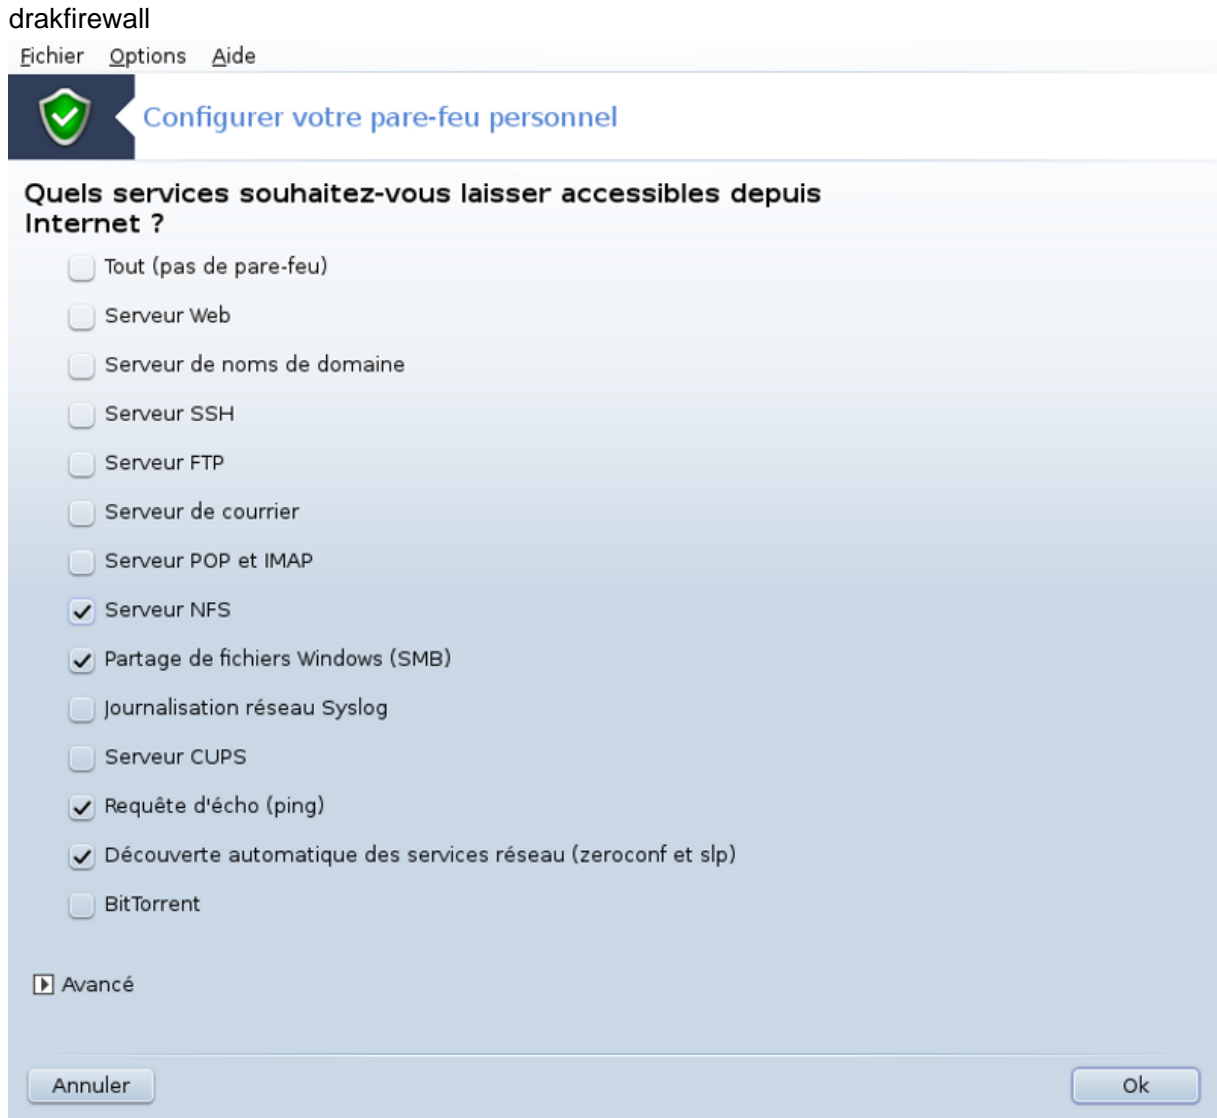 drakfirewall
Fichier Options Aide
Configurer votre pare-feu personnel
Quels services souhaitez-vous laisser accessibles depuis
Internet ?
Tout (pas de pare-feu)
Serveur Web
Serveur de noms de domaine
Serveur SSH
Serveur FTP
Serveur de courrier
Serveur POP et IMAP
Serveur NFS
Partage de fichiers Windows (SMB)
Journalisation réseau Syslog
Serveur CUPS
Requête d'écho (ping)
Découverte automatique des services réseau (zeroconf et slp)
BitTorrent
Avancé
Annuler Ok